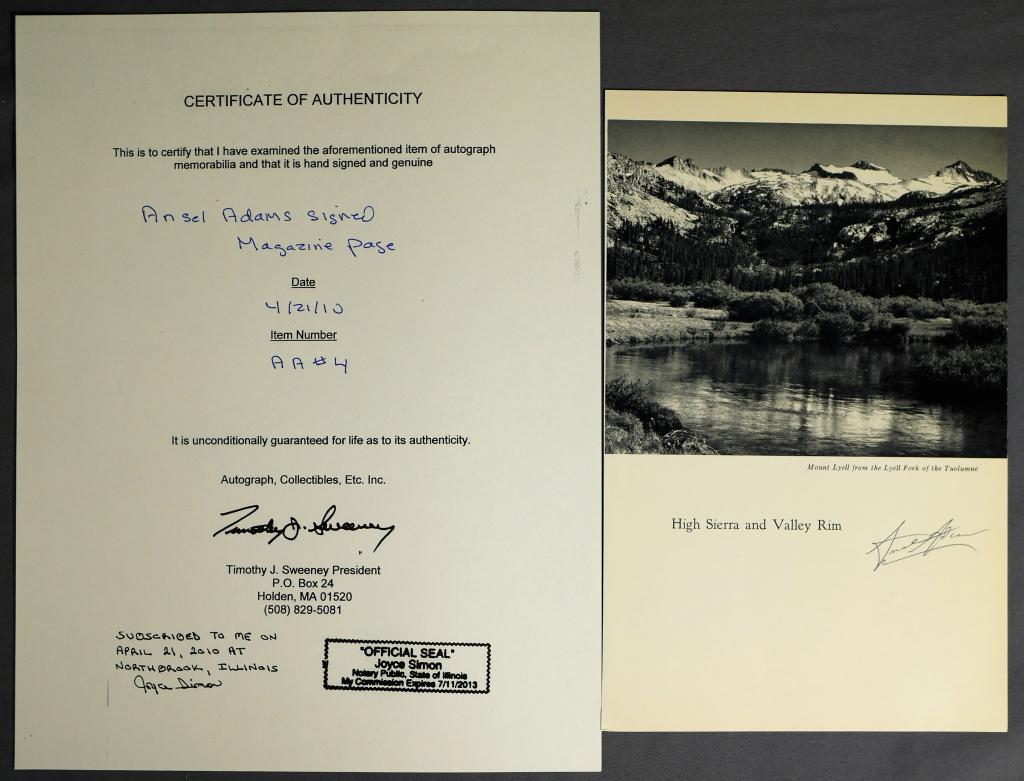 CERTIFICATE OF AUTHENTICITY
This is to certify that I have examined the aforementioned item of autograph
memorabilia and that it is hand signed and genuine
Ansel Adams signed
Magazine page
Date
4/21/10
Item Number
AA #4
It is unconditionally guaranteed for life as to its authenticity.
Autograph, Collectibles, Etc. Inc.
Timothy J. Sweeney
Timothy J. Sweeney President
P.O. Box 24
Holden, MA 01520
(508) 829-5081
SUBSCRIBED TO ME ON
APRIL 21, 2010 AT
NORTHBROOK, ILLINOIS
Joyce Simon
"OFFICIAL SEAL"
Joyce Simon
Notary Public, State of Illinois
My Commission Expires 7/11/2013
Mount Lyell from the Lyell Fork of the Tuolumne
High Sierra and Valley Rim
Ansel Adams